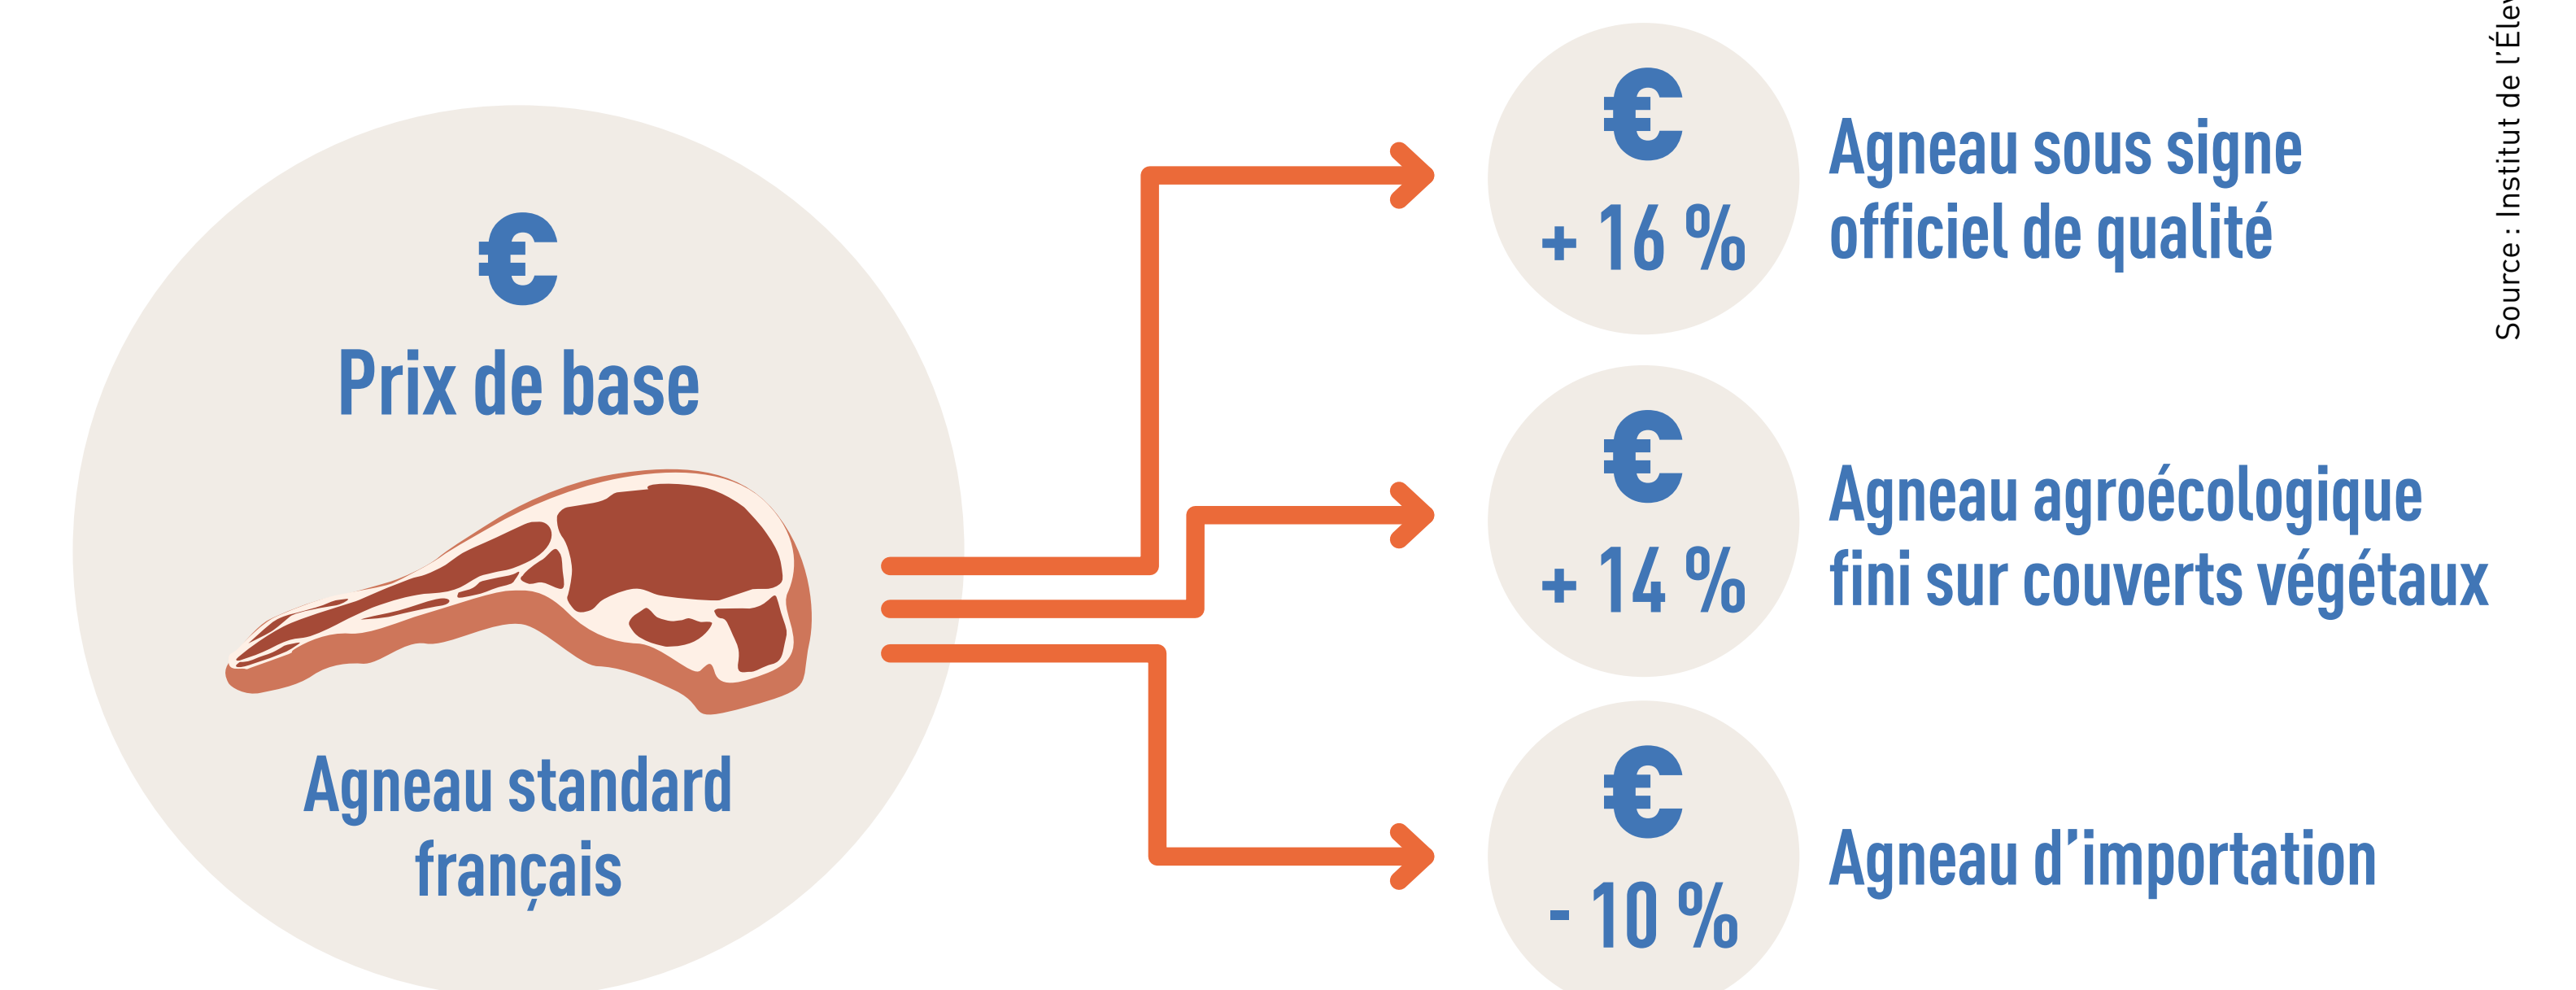 €
Prix de base
Agneau standard
français
€
+ 16 %
Agneau sous signe
officiel de qualité
€
+ 14 %
Agneau agroécologique
fini sur couverts végétaux
€
- 10 %
Agneau d’importation
Source : Institut de l’Élev